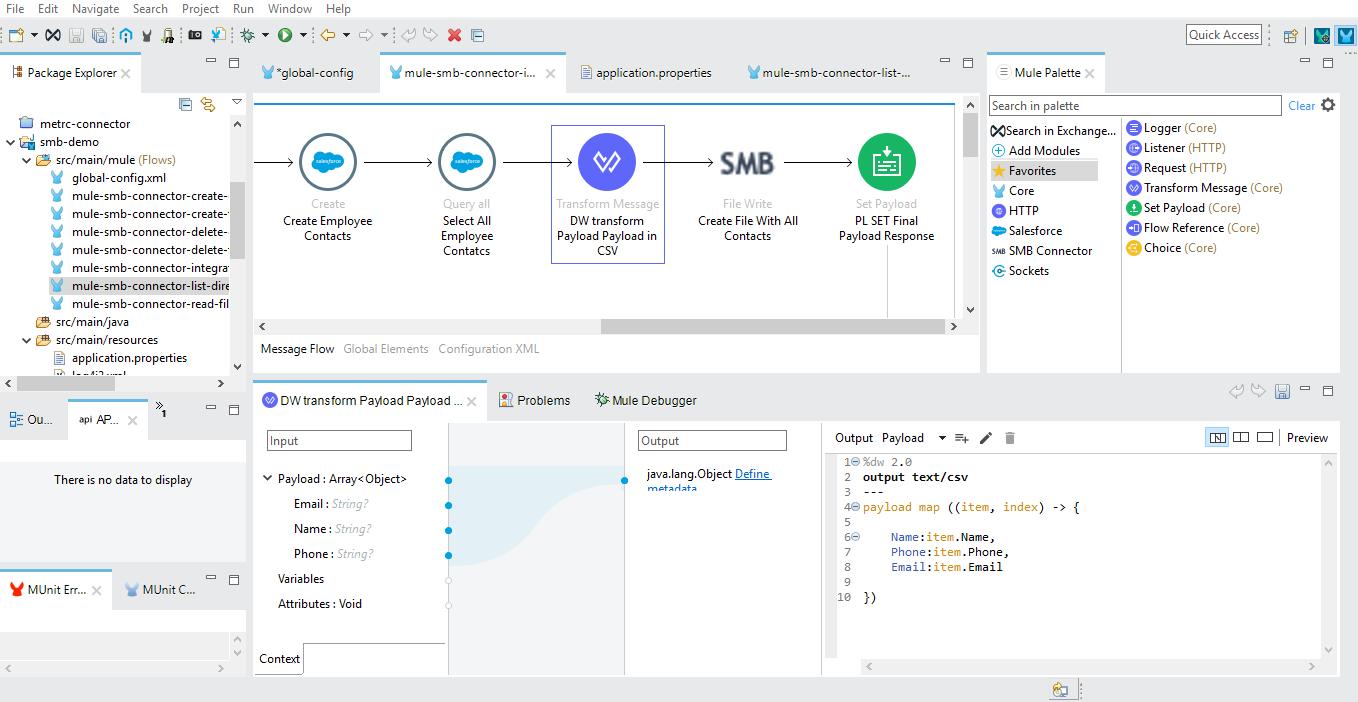 File Edit Navigate Search Project Run Window Help
Quick Access
Package Explorer
metrc-connector
smb-demo
src/main/mule (Flows)
global-config.xml
mule-smb-connector-create-
mule-smb-connector-create-
mule-smb-connector-delete-
mule-smb-connector-delete-
mule-smb-connector-integra
mule-smb-connector-list-dire
mule-smb-connector-read-fil
src/main/java
src/main/resources
application.properties
*global-config
mule-smb-connector-i...
application.properties
mule-smb-connector-list-...
salesforce
Create
Create Employee
Contacts
salesforce
Query all
Select All
Employee
Contatcs
Transform Message
DW transform
Payload Payload in
CSV
SMB
File Write
Create File With All
Contacts
Set Payload
PL SET Final
Payload Response
Message Flow Global Elements Configuration XML
Mule Palette
Search in palette
Clear
Search in Exchange...
Add Modules
Favorites
Core
HTTP
Salesforce
SMB SMB Connector
Sockets
Logger (Core)
Listener (HTTP)
Request (HTTP)
Transform Message (Core)
Set Payload (Core)
Flow Reference (Core)
Choice (Core)
Ou...
api AP...
»1
There is no data to display
MUnit Err...
MUnit C...
DW transform Payload Payload ...
Problems
Mule Debugger
Input
Payload : Array<Object>
Email : String?
Name : String?
Phone : String?
Variables
Attributes : Void
Context
Output
java.lang.Object Define
metadata
Output Payload
Preview
1 %dw 2.0
2 output text/csv
3 ---
4 payload map ((item, index) -> {
5
6 Name:item.Name,
7 Phone:item.Phone,
8 Email:item.Email
9
10 })